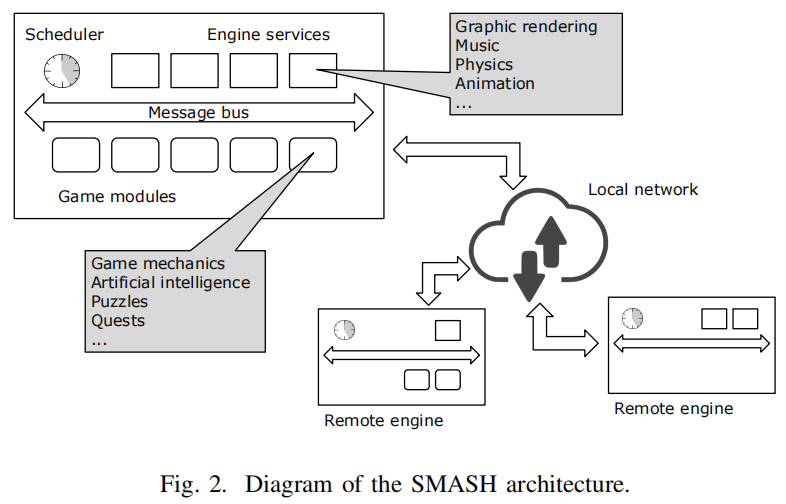 Scheduler
Engine services
Graphic rendering
Music
Physics
Animation
...
Message bus
Game modules
Local network
Game mechanics
Artificial intelligence
Puzzles
Quests
...
Remote engine
Remote engine
Fig. 2. Diagram of the SMASH architecture.